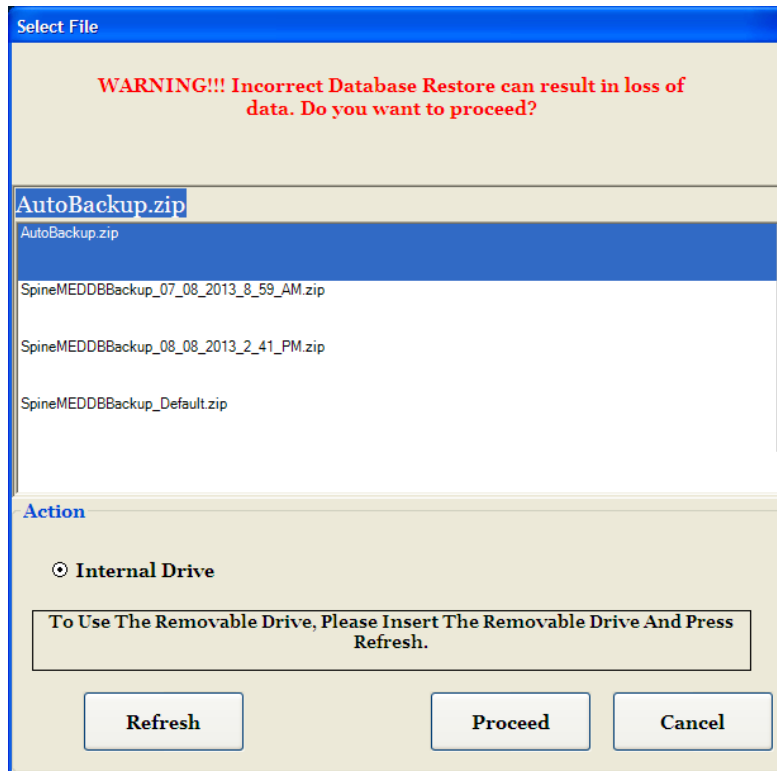 Select File
WARNING!!! Incorrect Database Restore can result in loss of
data. Do you want to proceed?
AutoBackup.zip
AutoBackup.zip
SpineMEDDBBackup_07_08_2013_8_59_AM.zip
SpineMEDDBBackup_08_08_2013_2_41_PM.zip
SpineMEDDBBackup_Default.zip
Action
Internal Drive
To Use The Removable Drive, Please Insert The Removable Drive And Press
Refresh.
Refresh
Proceed
Cancel